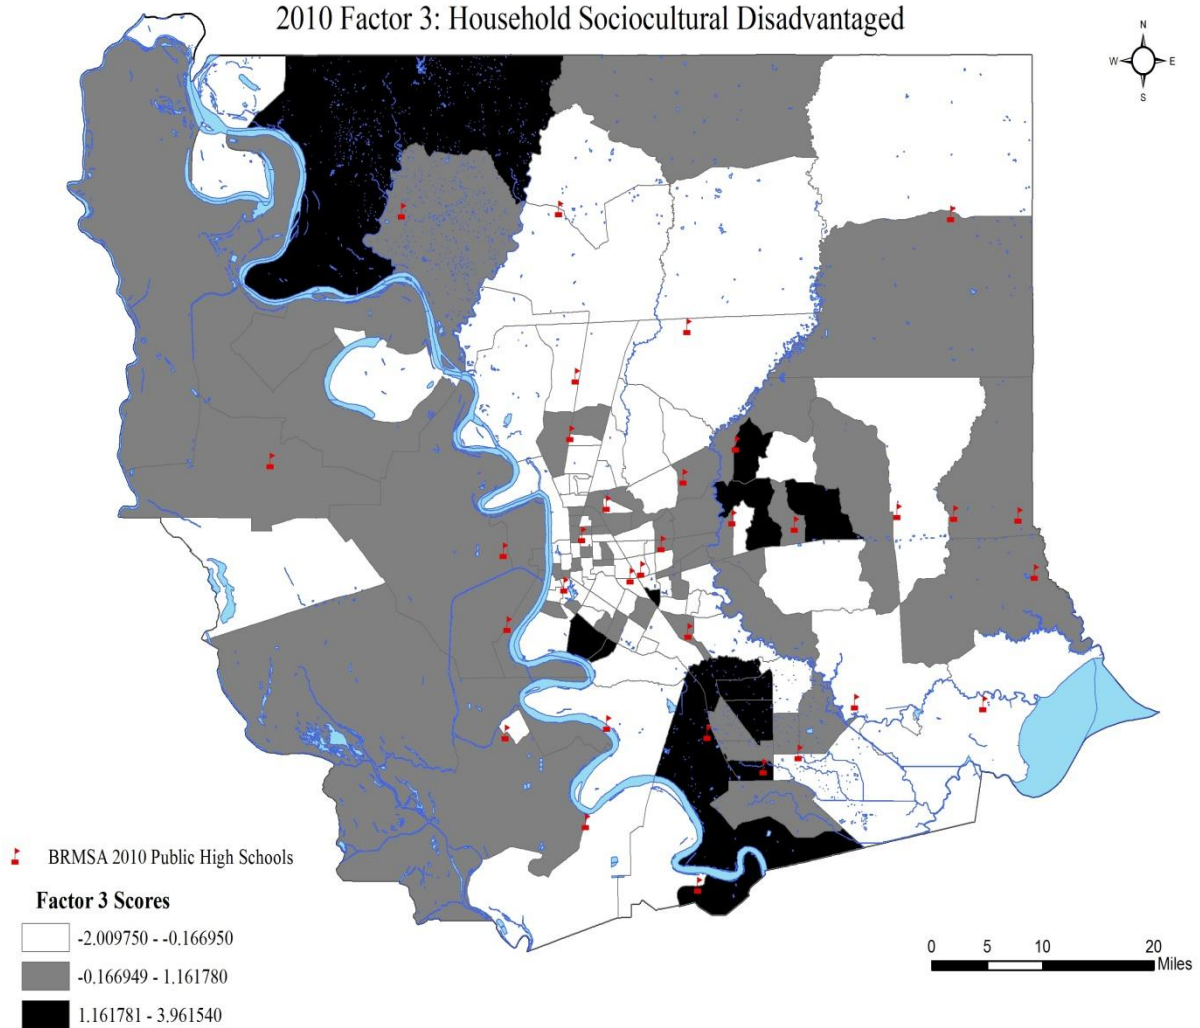 2010 Factor 3: Household Sociocultural Disadvantaged
N
W E
S
BRMSA 2010 Public High Schools
Factor 3 Scores
-2.009750 - -0.166950
-0.166949 - 1.161780
1.161781 - 3.961540
0 5 10 20
Miles